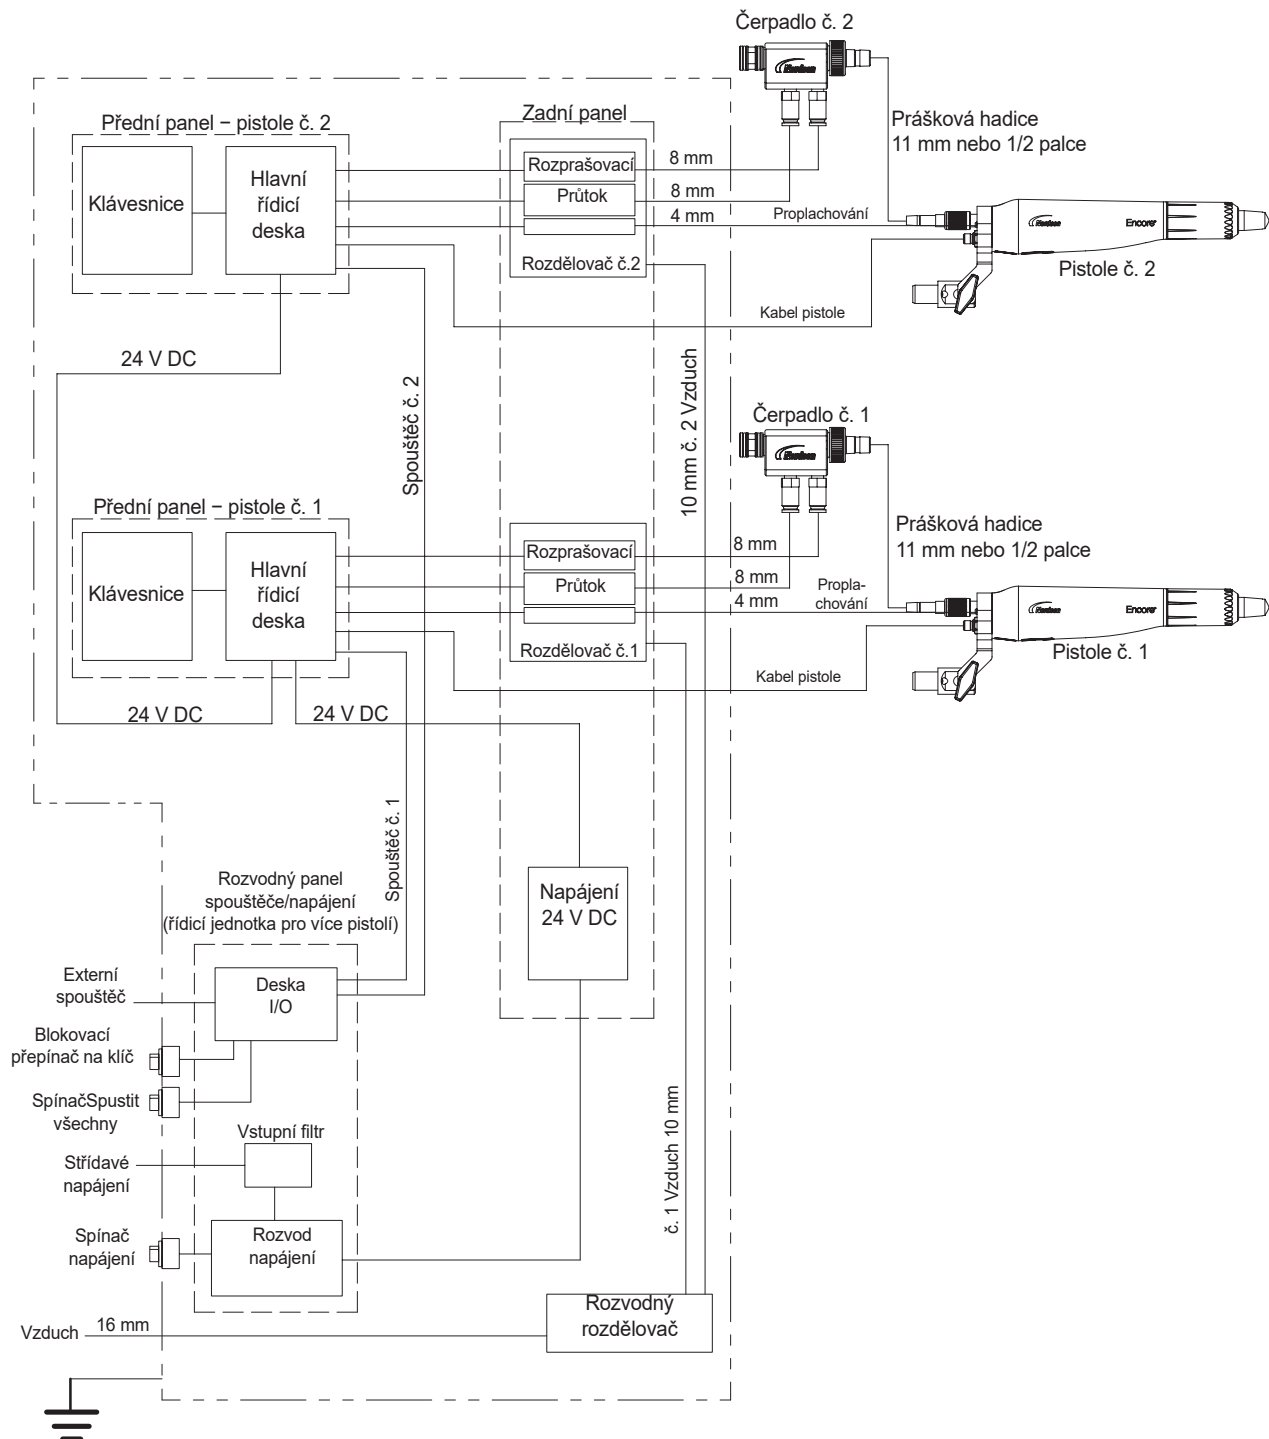 Čerpadlo č. 2
Nordson
Zadní panel
Přední panel − pistole č. 2
Prášková hadice
11 mm nebo 1/2 palce
Klávesnice
Hlavní
řídicí
deska
Rozprašovací
8 mm
Průtok
8 mm
4 mm
Proplachování
Nordson
Encore
Rozdělovač č.2
Pistole č. 2
Kabel pistole
24 V DC
Spouštěč č. 2
10 mm č. 2 Vzduch
Čerpadlo č. 1
Nordson
Přední panel − pistole č. 1
Prášková hadice
11 mm nebo 1/2 palce
Klávesnice
Hlavní
řídicí
deska
Rozprašovací
8 mm
Průtok
8 mm
4 mm
Propla-
chování
Nordson
Encore
Rozdělovač č.1
Pistole č. 1
Kabel pistole
24 V DC
24 V DC
Spouštěč č. 1
Rozvodný panel
spouštěče/napájení
(řídicí jednotka pro více pistolí)
Napájení
24 V DC
Externí
spouštěč
Deska
I/O
Blokovací
přepínač na klíč
SpínačSpustit
všechny
Vstupní filtr
Střídavé
napájení
č. 1 Vzduch 10 mm
Spínač
napájení
Rozvod
napájení
Vzduch
16 mm
Rozvodný
rozdělovač